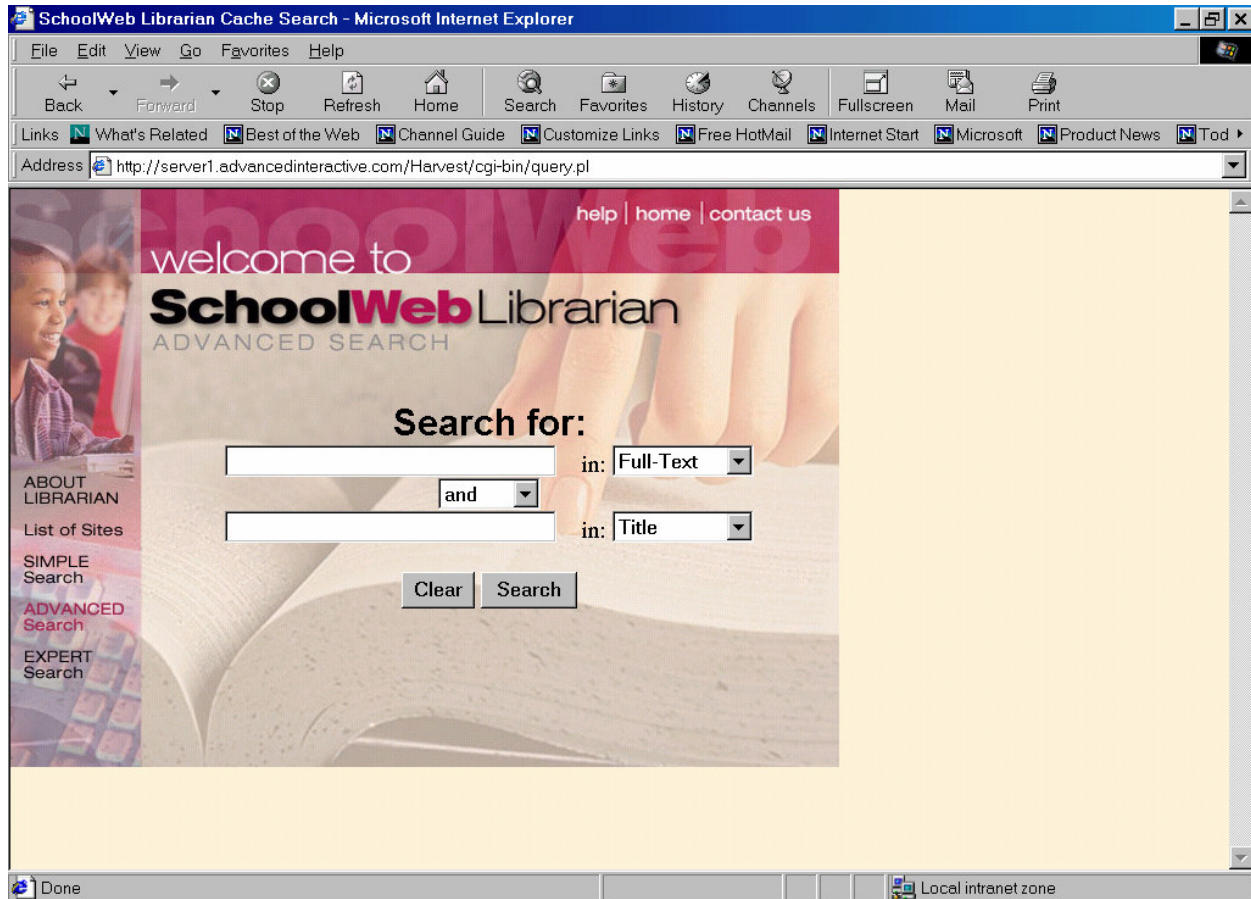 SchoolWeb Librarian Cache Search - Microsoft Internet Explorer
File Edit View Go Favorites Help
Back Forward Stop Refresh Home Search Favorites History Channels Fullscreen Mail Print
Links What's Related Best of the Web Channel Guide Customize Links Free HotMail Internet Start Microsoft Product News Tod
Address http://server1.advancedinteractive.com/Harvest/cgi-bin/query.pl
SchoolWeb
help | home | contact us
welcome to
SchoolWeb Librarian
ADVANCED SEARCH
Search for:
in: Full-Text
and
in: Title
Clear Search
ABOUT
LIBRARIAN
List of Sites
SIMPLE
Search
ADVANCED
Search
EXPERT
Search
Done Local intranet zone